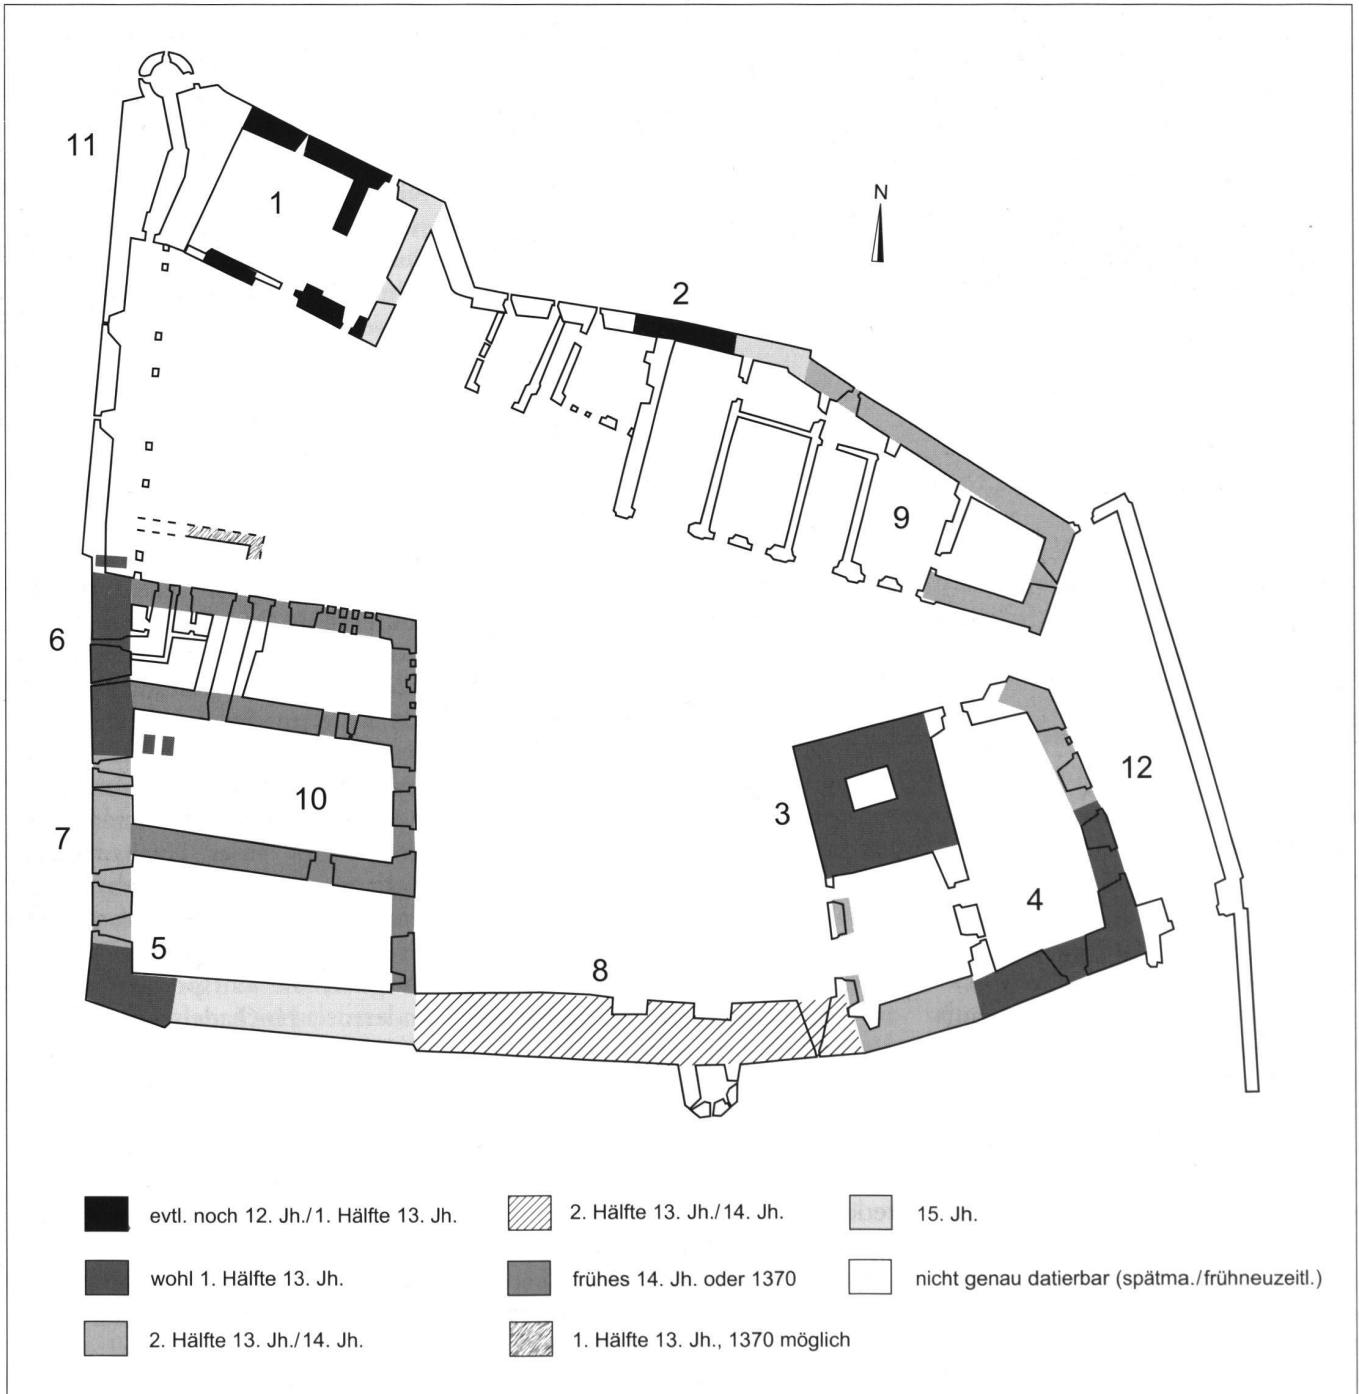 11
1
N
2
9
6
10
7
5
3
12
4
8
evtl. noch 12. Jh./1. Hälfte 13. Jh.
wohl 1. Hälfte 13. Jh.
2. Hälfte 13. Jh./14. Jh.
2. Hälfte 13. Jh./14. Jh.
frühes 14. Jh. oder 1370
1. Hälfte 13. Jh., 1370 möglich
15. Jh.
nicht genau datierbar (spätma./frühneuzeitl.)